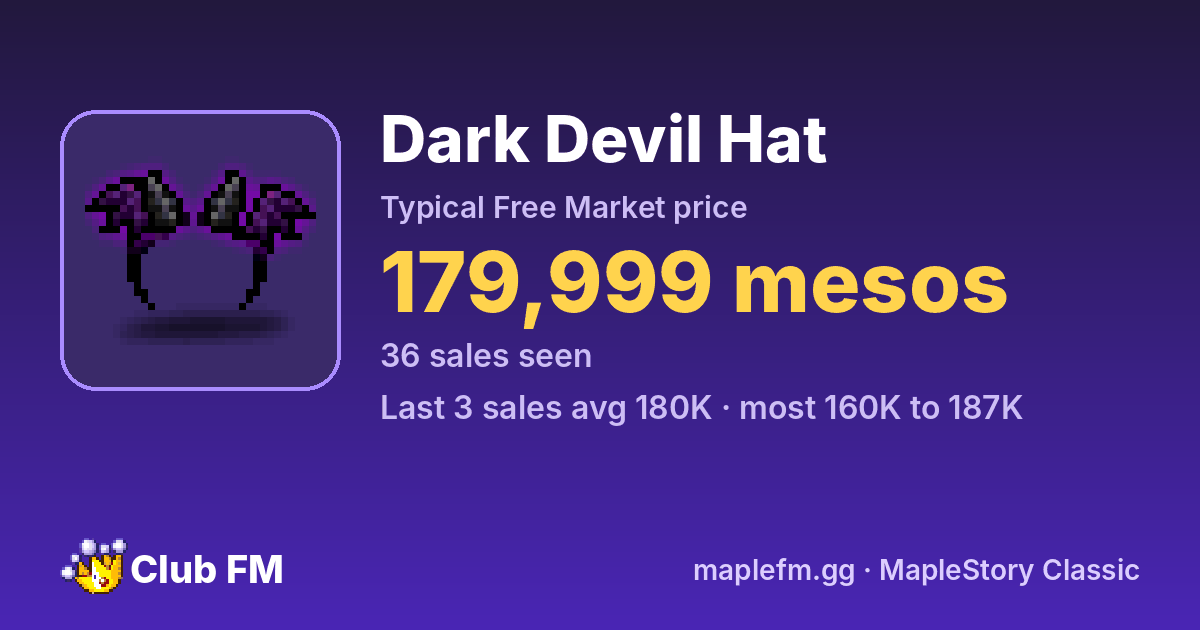 Dark Devil Hat
Typical Free Market price
179,999 mesos
36 sales seen
Last 3 sales avg 180K · most 160K to 187K
Club FM
maplefm.gg · MapleStory Classic